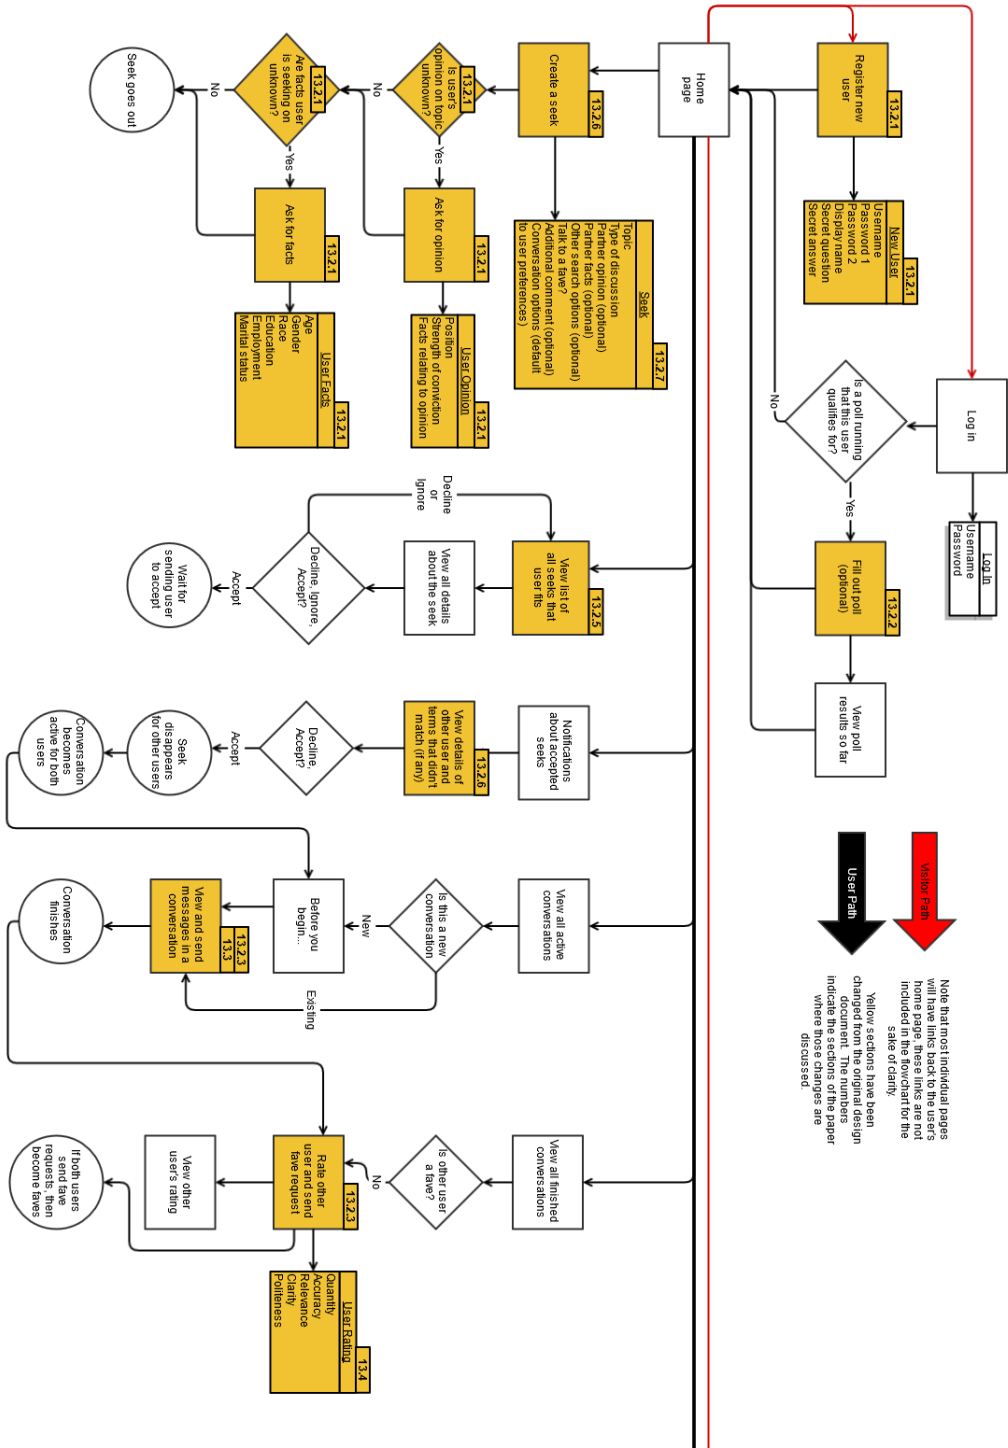 Register new
user
13.2.1
New User
13.2.1
Username
Password 1
Password 2
Display name
Secret question
Secret answer
Log in
Log In
Username
Password
Is a poll running
that this user
qualifies for?
No
Yes
Fill out poll
(optional)
13.2.2
View poll
results so far
Visitor Path
User Path
Note that most individual pages
will have links back to the user's
home page, these links are not
included in the flowchart for the
sake of clarity.
Yellow sections have been
changed from the original design
document. The numbers
indicate the sections of the paper
where those changes are
discussed.
Home
page
Create a seek
13.2.6
Seek
13.2.7
Topic
Type of discussion
Partner opinion (optional)
Partner facts (optional)
Other search options (optional)
Talk to a fave?
Additional comment (optional)
Conversation options (default
to user preferences)
13.2.1
Is user's
opinion on topic
unknown?
No
Yes
Ask for opinion
13.2.1
User Opinion
13.2.1
Position
Strength of conviction
Facts relating to opinion
13.2.1
Are facts user
is seeking on
unknown?
No
Yes
Ask for facts
13.2.1
User Facts
13.2.1
Age
Gender
Race
Education
Employment
Marital status
Seek goes out
View list of
all seeks that
user fits
13.2.5
View all details
about the seek
Decline, Ignore,
Accept?
Decline
or
Ignore
Accept
Wait for
sending user
to accept
Notifications
about accepted
seeks
View details of
other user and
terms that didn't
match (if any)
13.2.6
Decline,
Accept?
Accept
Seek
disappears
for other users
Conversation
becomes
active for both
users
View all active
conversations
Is this a new
conversation
New
Existing
Before you
begin...
View and send
messages in a
conversation
13.2.3
13.3
Conversation
finishes
View all finished
conversations
Is other user
a fave?
No
Rate other
user and send
fave request
13.2.3
User Rating
13.4
Quantity
Accuracy
Relevance
Clarity
Politeness
View other
user's rating
If both users
send fave
requests, then
become faves